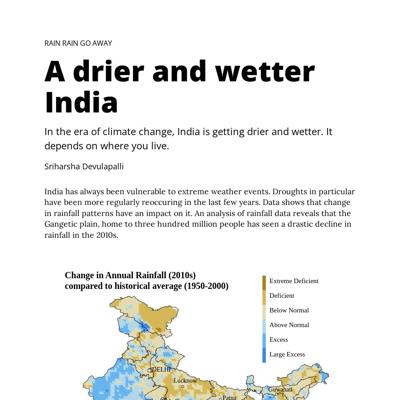 RAIN RAIN GO AWAY
A drier and wetter
India
In the era of climate change, India is getting drier and wetter. It
depends on where you live.
Sriharsha Devulapalli
India has always been vulnerable to extreme weather events. Droughts in particular
have been more regularly reoccuring in the last few years. Data shows that change
in rainfall patterns have an impact on it. An analysis of rainfall data reveals that the
Gangetic plain, home to three hundred million people has seen a drastic decline in
rainfall in the 2010s.
Change in Annual Rainfall (2010s)
compared to historical average (1950-2000)
Extreme Deficient
Deficient
Below Normal
Above Normal
Excess
Large Excess
DELHI
Lucknow
Guwahati
Patna